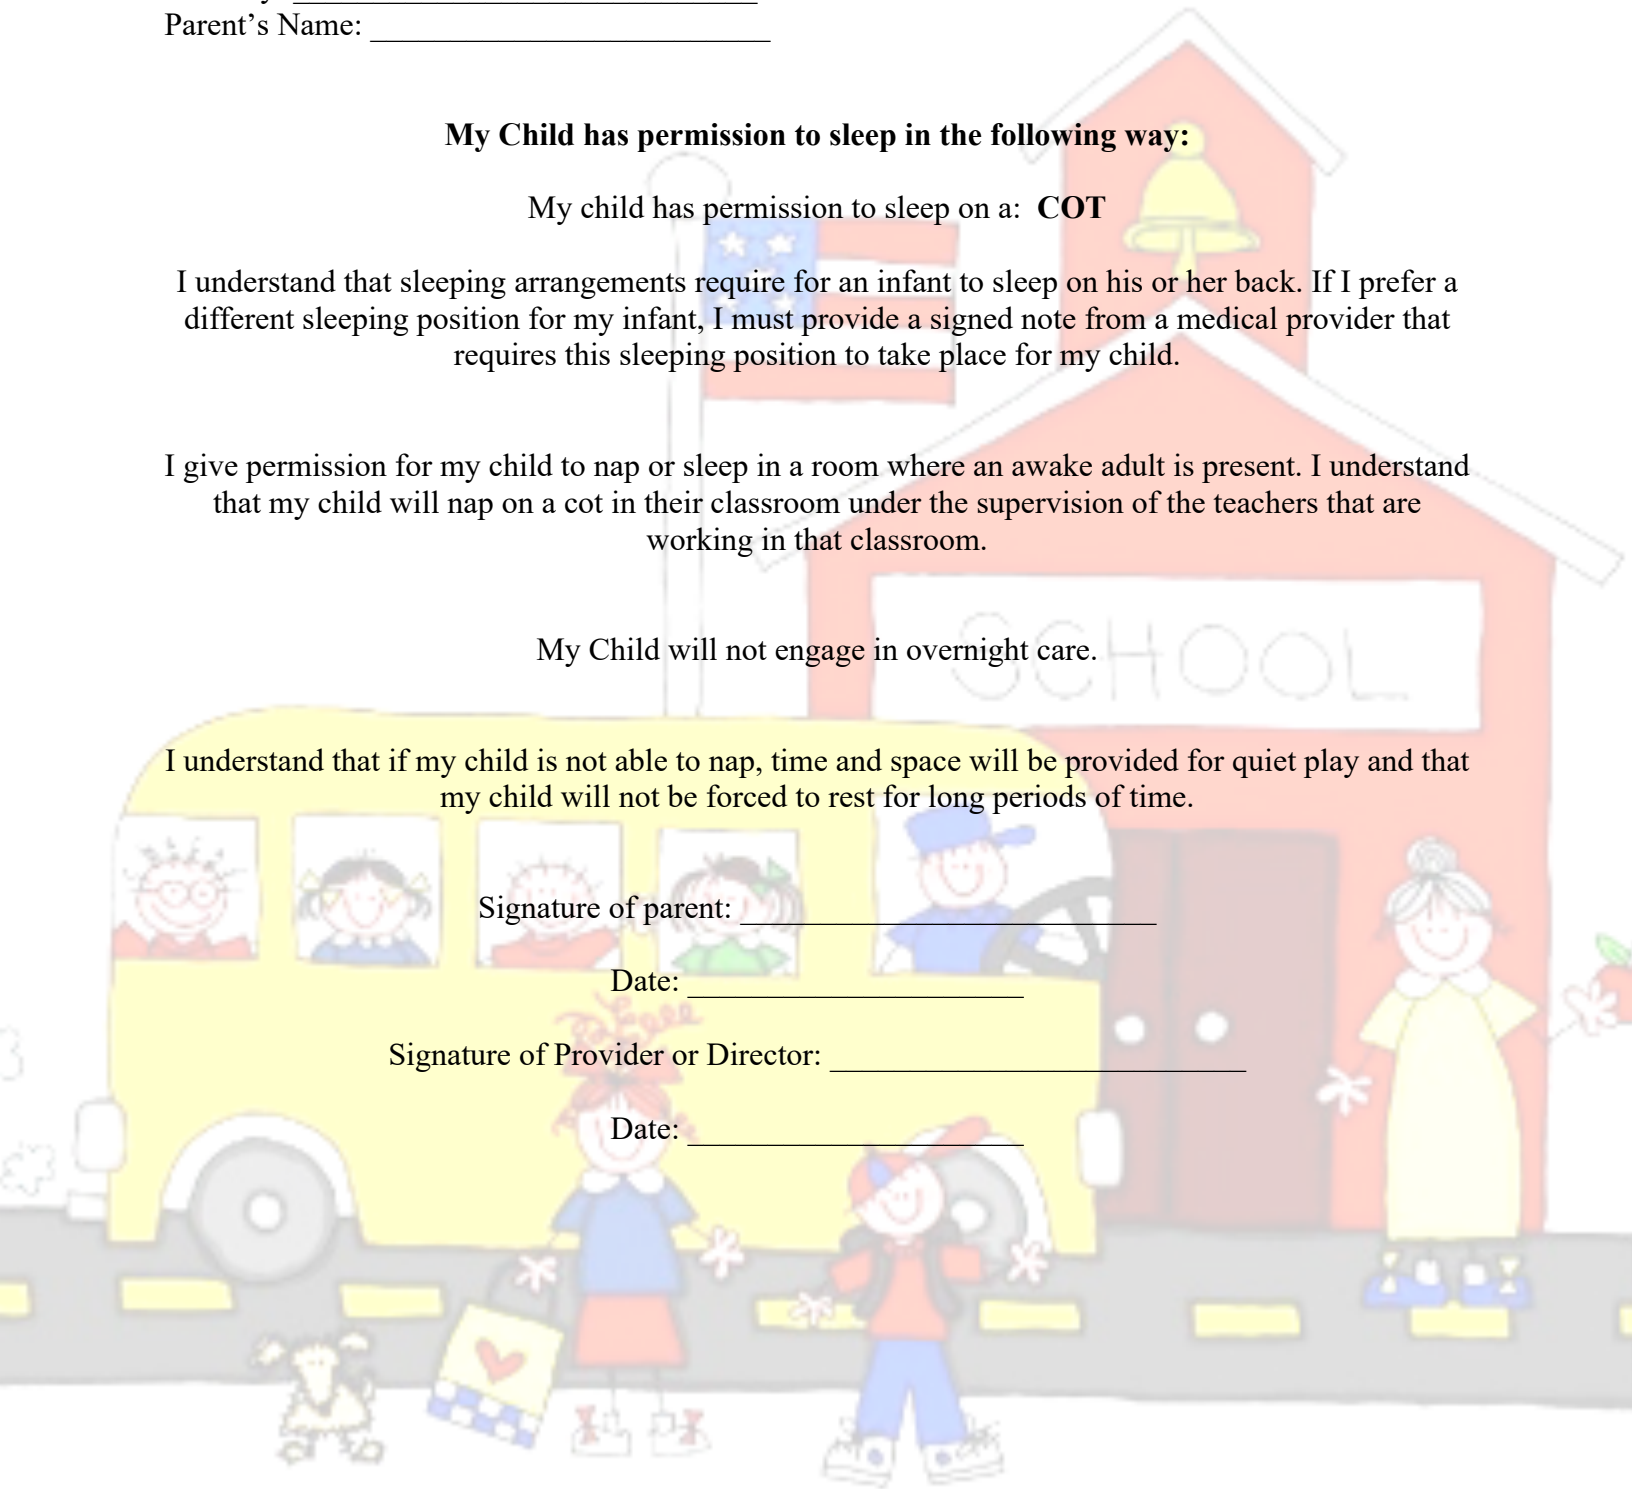 Parent’s Name: _________________________
My Child has permission to sleep in the following way:
My child has permission to sleep on a: COT
I understand that sleeping arrangements require for an infant to sleep on his or her back. If I prefer a
different sleeping position for my infant, I must provide a signed note from a medical provider that
requires this sleeping position to take place for my child.
I give permission for my child to nap or sleep in a room where an awake adult is present. I understand
that my child will nap on a cot in their classroom under the supervision of the teachers that are
working in that classroom.
SCHOOL
My Child will not engage in overnight care.
I understand that if my child is not able to nap, time and space will be provided for quiet play and that
my child will not be forced to rest for long periods of time.
Signature of parent: __________________________
Date: _____________________
Signature of Provider or Director: __________________________
Date: _____________________